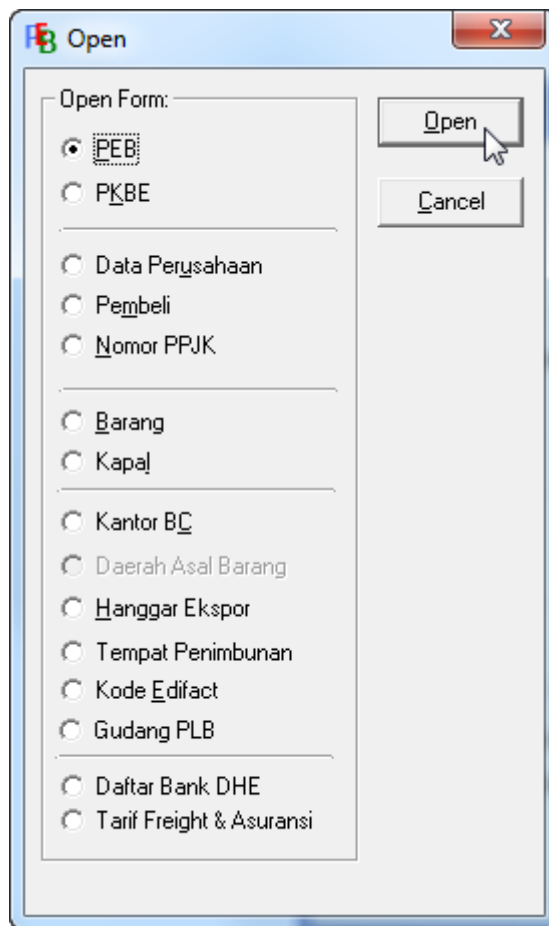 PEB Open
Open Form:
PEB
PKBE
Data Perusahaan
Pembeli
Nomor PPJK
Barang
Kapal
Kantor BC
Daerah Asal Barang
Hanggar Ekspor
Tempat Penimbunan
Kode Edifact
Gudang PLB
Daftar Bank DHE
Tarif Freight & Asuransi
Open
Cancel